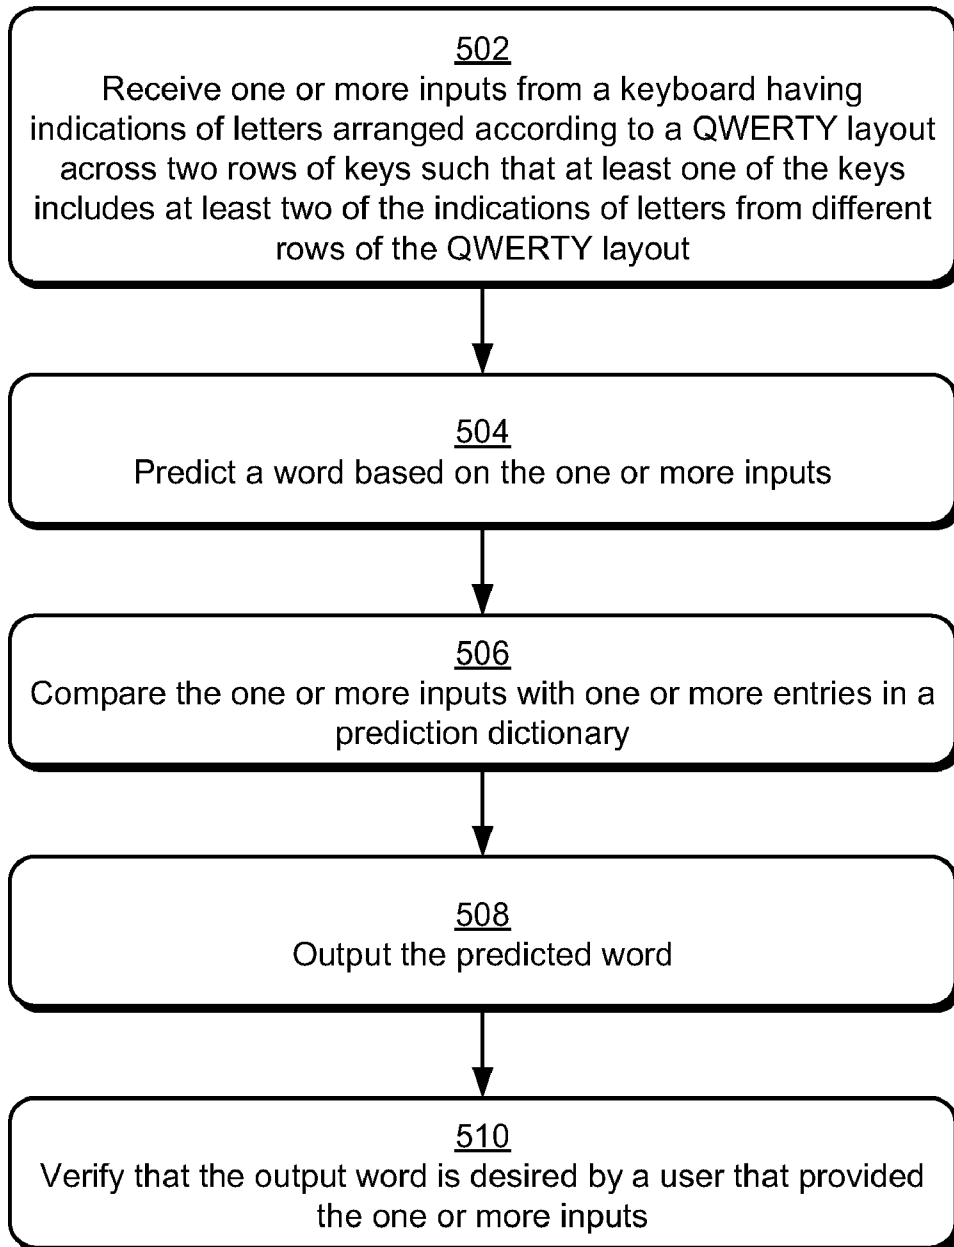 502
Receive one or more inputs from a keyboard having
indications of letters arranged according to a QWERTY layout
across two rows of keys such that at least one of the keys
includes at least two of the indications of letters from different
rows of the QWERTY layout
504
Predict a word based on the one or more inputs
506
Compare the one or more inputs with one or more entries in a
prediction dictionary
508
Output the predicted word
510
Verify that the output word is desired by a user that provided
the one or more inputs